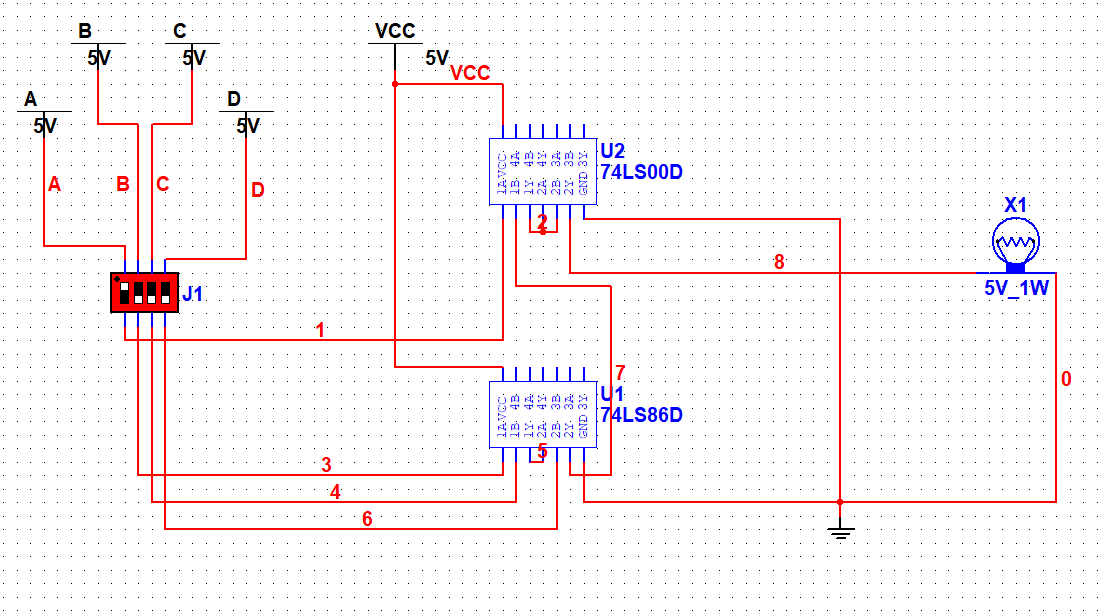 B
5V
C
5V
VCC
5V
VCC
A
5V
D
5V
A
B
C
D
U2
74LS00D
1A VCC
1B 4A
1Y 4B
2A 4Y
2B 3A
2Y 3B
GND 3Y
2
X1
8
5V_1W
J1
1
7
0
U1
74LS86D
1A VCC
1B 4B
1Y 4A
2A 4Y
2B 3B
2Y 3A
GND 3Y
5
3
4
6